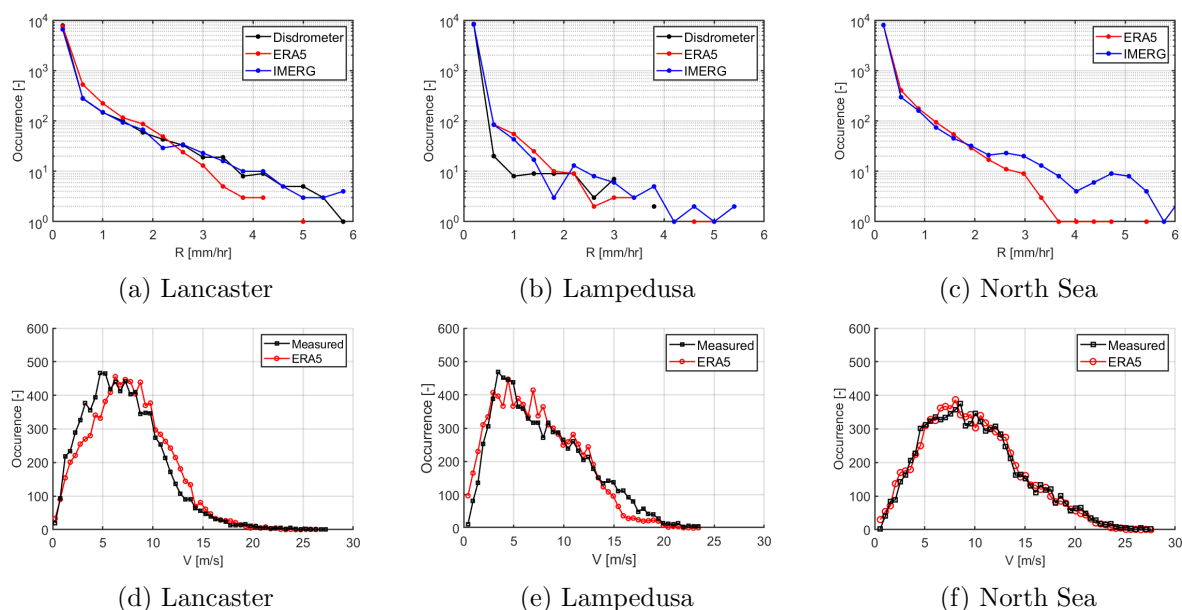 10^4
10^3
10^2
10^1
10^0
Occurrence [-]
Disdrometer
ERA5
IMERG
0 1 2 3 4 5 6
R [mm/hr]
(a) Lancaster
10^4
10^3
10^2
10^1
10^0
Occurrence [-]
Disdrometer
ERA5
IMERG
0 1 2 3 4 5 6
R [mm/hr]
(b) Lampedusa
10^4
10^3
10^2
10^1
10^0
Occurrence [-]
ERA5
IMERG
0 1 2 3 4 5 6
R [mm/hr]
(c) North Sea
600
500
400
300
200
100
0
Occurrence [-]
Measured
ERA5
0 5 10 15 20 25 30
V [m/s]
(d) Lancaster
600
500
400
300
200
100
0
Occurrence [-]
Measured
ERA5
0 5 10 15 20 25 30
V [m/s]
(e) Lampedusa
600
500
400
300
200
100
0
Occurrence [-]
Measured
ERA5
0 5 10 15 20 25 30
V [m/s]
(f) North Sea